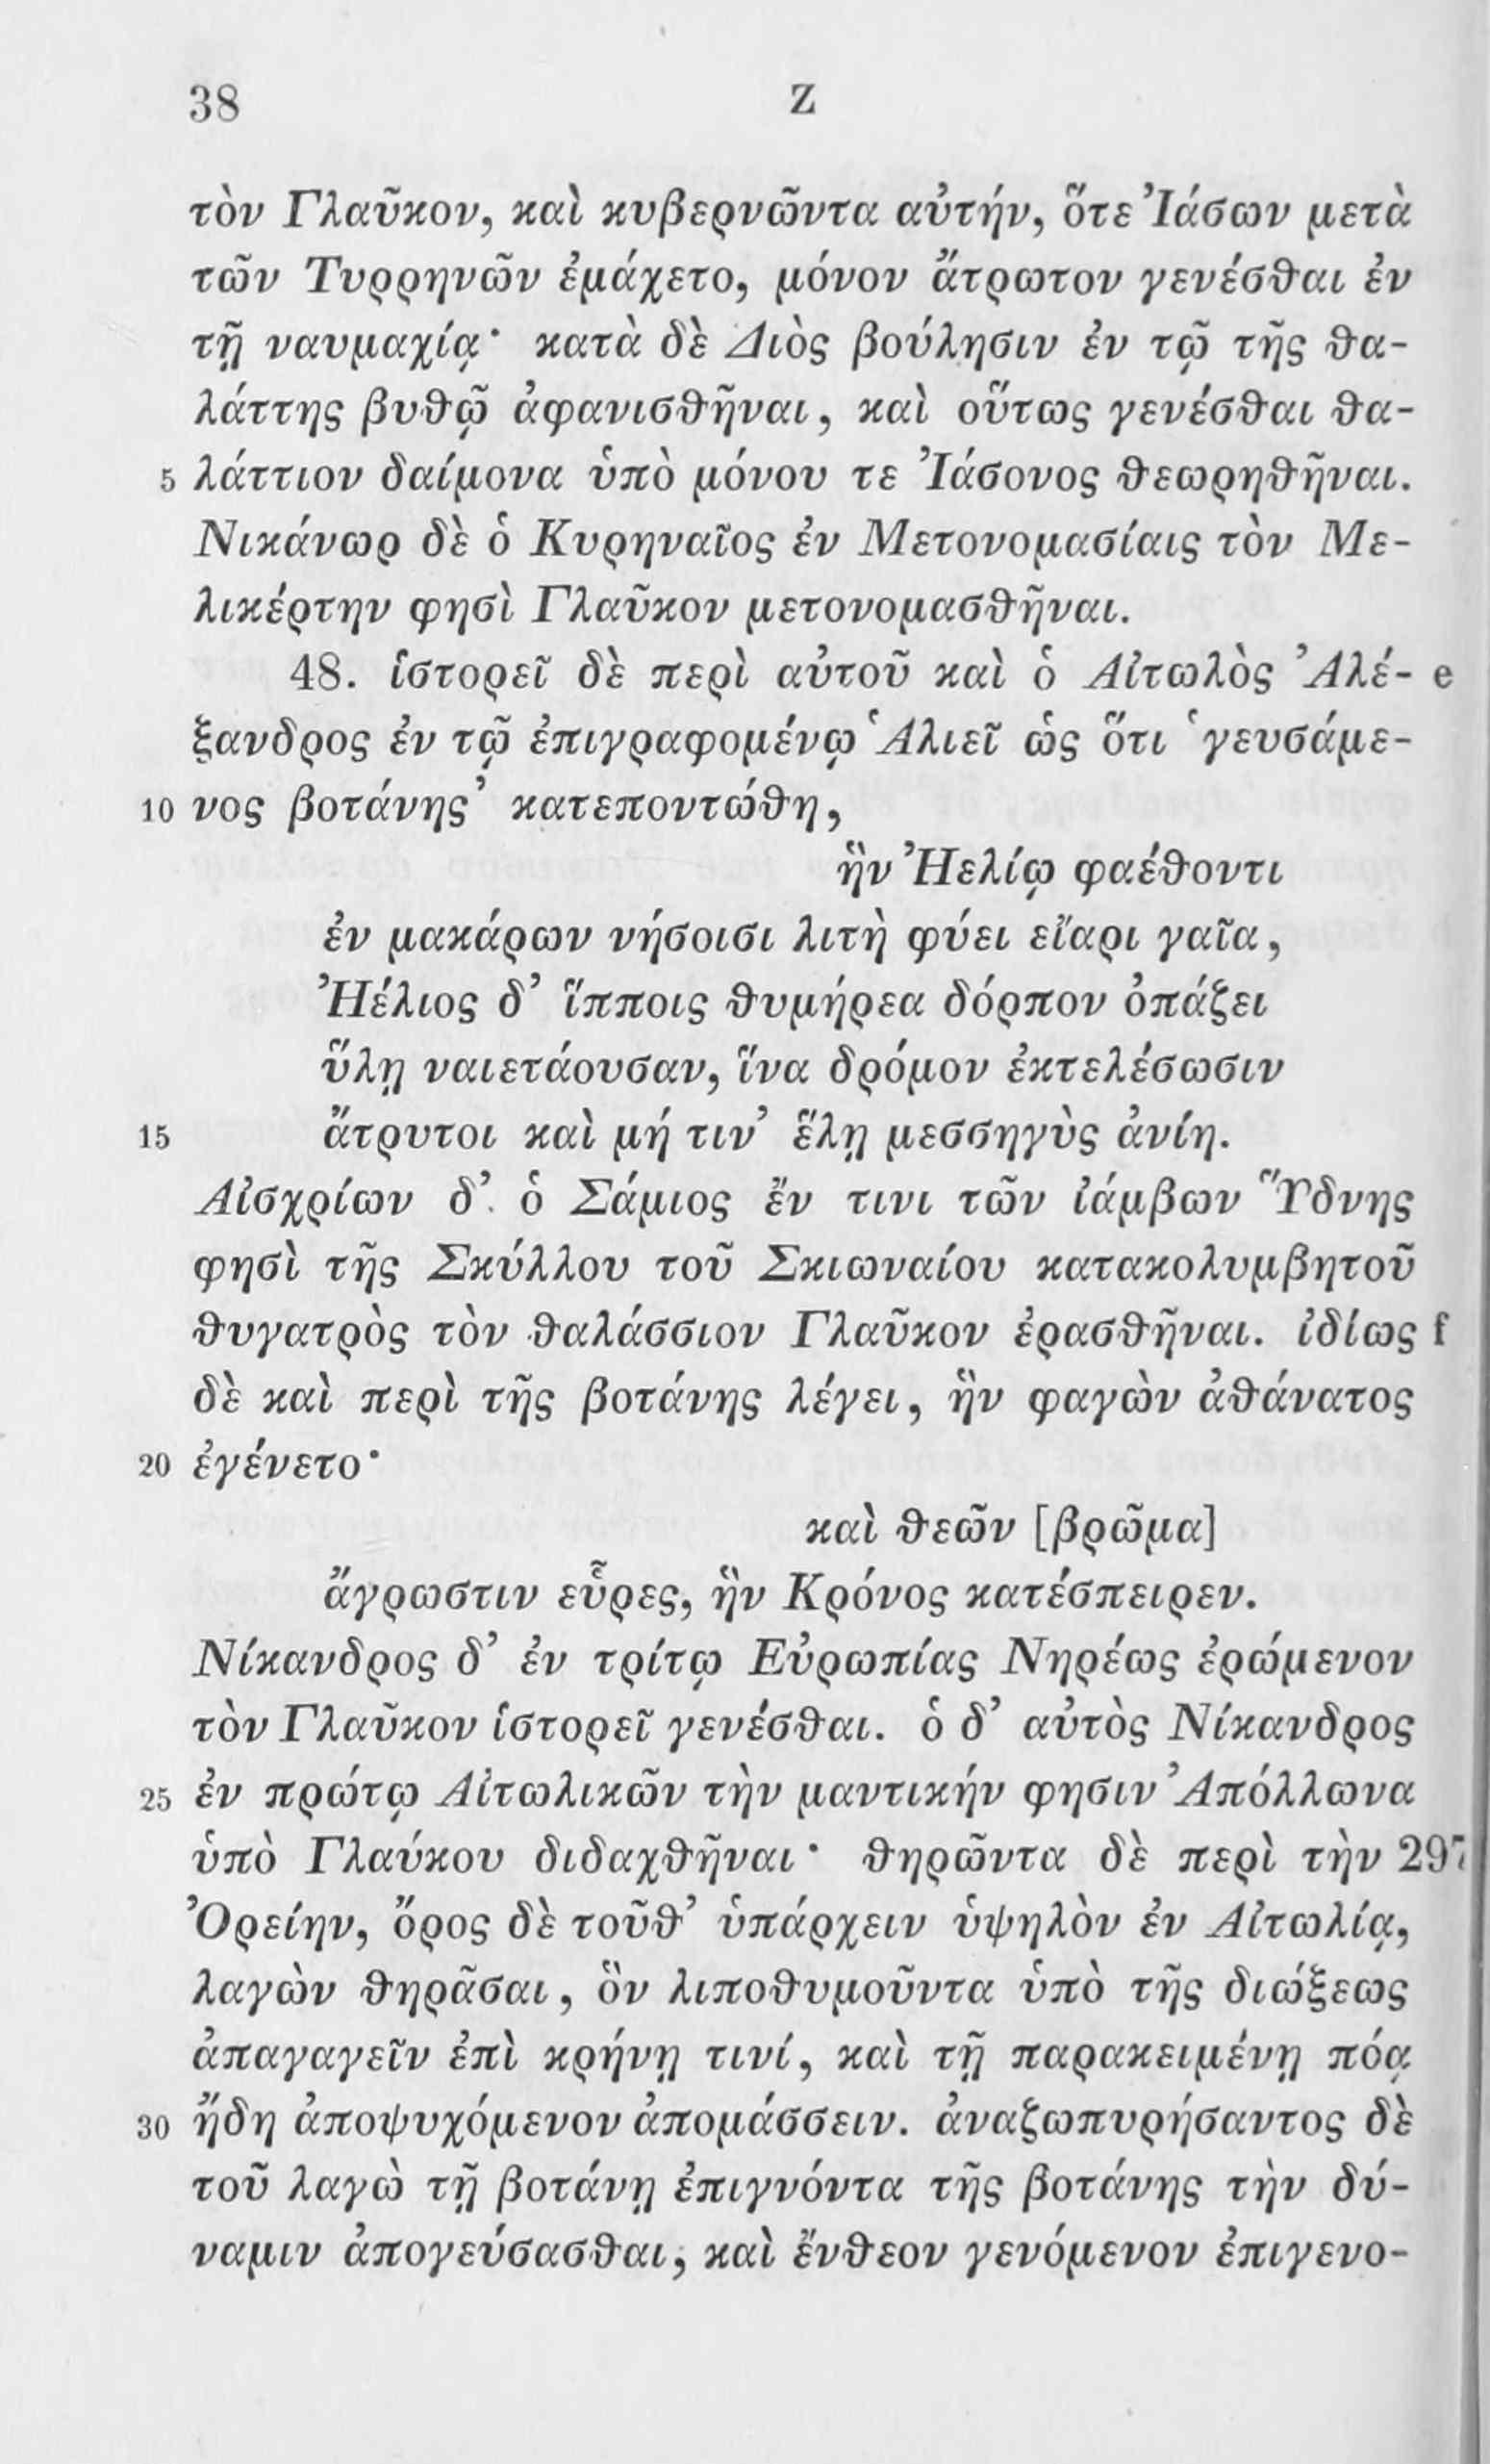 38 Ζ
τὸν Γλαῦκον, καὶ κυβερνῶντα αὐτήν, ὅτε Ἰάσων μετὰ
τῶν Τυρρηνῶν ἐμάχετο, μόνον ἄτρωτον γενέσθαι ἐν
τῇ ναυμαχίᾳ· κατὰ δὲ Διὸς βούλησιν ἐν τῷ τῆς θα-
λάττης βυθῷ ἀφανισθῆναι, καὶ οὕτως γενέσθαι θα-
5 λάττιον δαίμονα ὑπὸ μόνου τε Ἰάσονος θεωρηθῆναι.
Νικάνωρ δὲ ὁ Κυρηναῖος ἐν Μετονομασίαις τὸν Με-
λικέρτην φησὶ Γλαῦκον μετονομασθῆναι.
48. ἱστορεῖ δὲ περὶ αὐτοῦ καὶ ὁ Αἰτωλὸς Ἀλέ- e
ξανδρος ἐν τῷ ἐπιγραφομένῳ Ἁλιεῖ ὡς ὅτι ‘γευσάμε-
10 νος βοτάνης’ κατεποντώθη,
ἣν Ἠελίῳ φαέθοντι
ἐν μακάρων νήσοισι λιτὴ φύει εἴαρι γαῖα,
Ἠέλιος δ’ ἵπποις θυμήρεα δόρπον ὀπάζει
ὕλῃ ναιετάουσαν, ἵνα δρόμον ἐκτελέσωσιν
15 ἄτρυτοι καὶ μή τιν’ ἕλῃ μεσσηγὺς ἀνίη.
Αἰσχρίων δ’ ὁ Σάμιος ἔν τινι τῶν ἰάμβων Ὕδνης
φησὶ τῆς Σκύλλου τοῦ Σκιωναίου κατακολυμβητοῦ
θυγατρὸς τὸν θαλάσσιον Γλαῦκον ἐρασθῆναι. ἰδίως f
δὲ καὶ περὶ τῆς βοτάνης λέγει, ἣν φαγὼν ἀθάνατος
20 ἐγένετο·
καὶ θεῶν [βρῶμα]
ἄγρωστιν εὗρες, ἣν Κρόνος κατέσπειρεν.
Νίκανδρος δ’ ἐν τρίτῳ Εὐρωπίας Νηρέως ἐρώμενον
τὸν Γλαῦκον ἱστορεῖ γενέσθαι. ὁ δ’ αὐτὸς Νίκανδρος
25 ἐν πρώτῳ Αἰτωλικῶν τὴν μαντικήν φησιν Ἀπόλλωνα
ὑπὸ Γλαύκου διδαχθῆναι· θηρῶντα δὲ περὶ τὴν 297
Ὀρείην, ὄρος δὲ τοῦθ’ ὑπάρχειν ὑψηλὸν ἐν Αἰτωλίᾳ,
λαγὼν θηρᾶσαι, ὃν λιποθυμοῦντα ὑπὸ τῆς διώξεως
ἀπαγαγεῖν ἐπὶ κρήνῃ τινί, καὶ τῇ παρακειμένῃ πόᾳ
30 ἤδη ἀποψυχόμενον ἀπομάσσειν. ἀναζωπυρήσαντος δὲ
τοῦ λαγὼ τῇ βοτάνῃ ἐπιγνόντα τῆς βοτάνης τὴν δύ-
ναμιν ἀπογεύσασθαι, καὶ ἔνθεον γενόμενον ἐπιγενο-